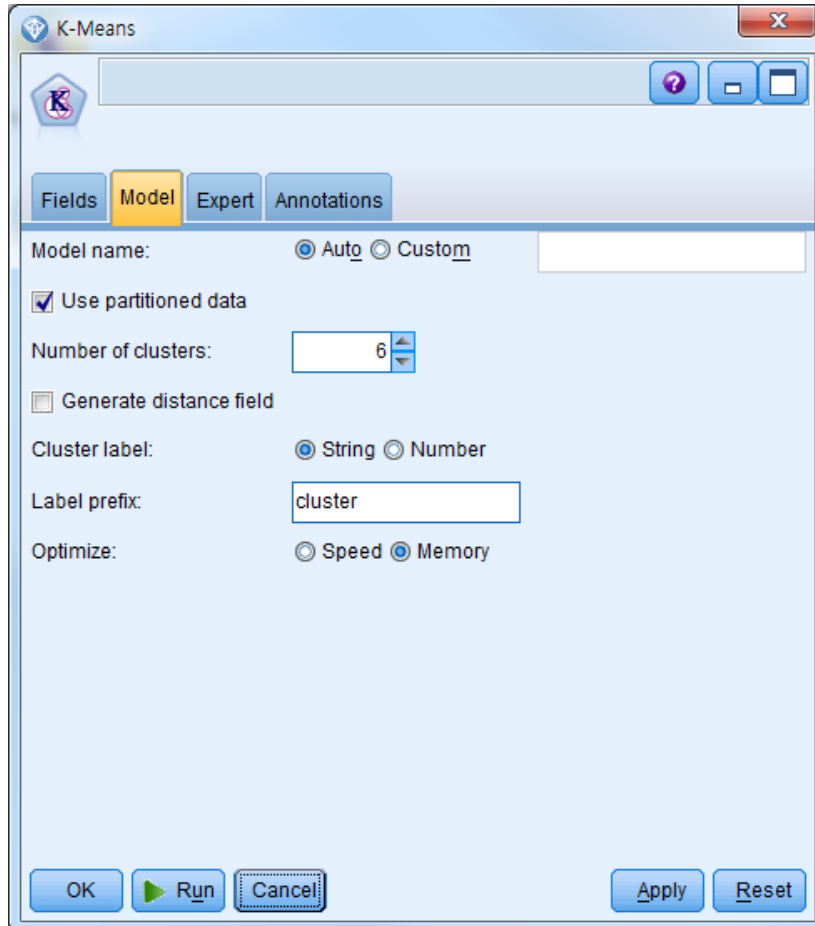 K-Means
Fields Model Expert Annotations
Model name: Auto Custom
Use partitioned data
Number of clusters: 6
Generate distance field
Cluster label: String Number
Label prefix: cluster
Optimize: Speed Memory
OK Run Cancel Apply Reset